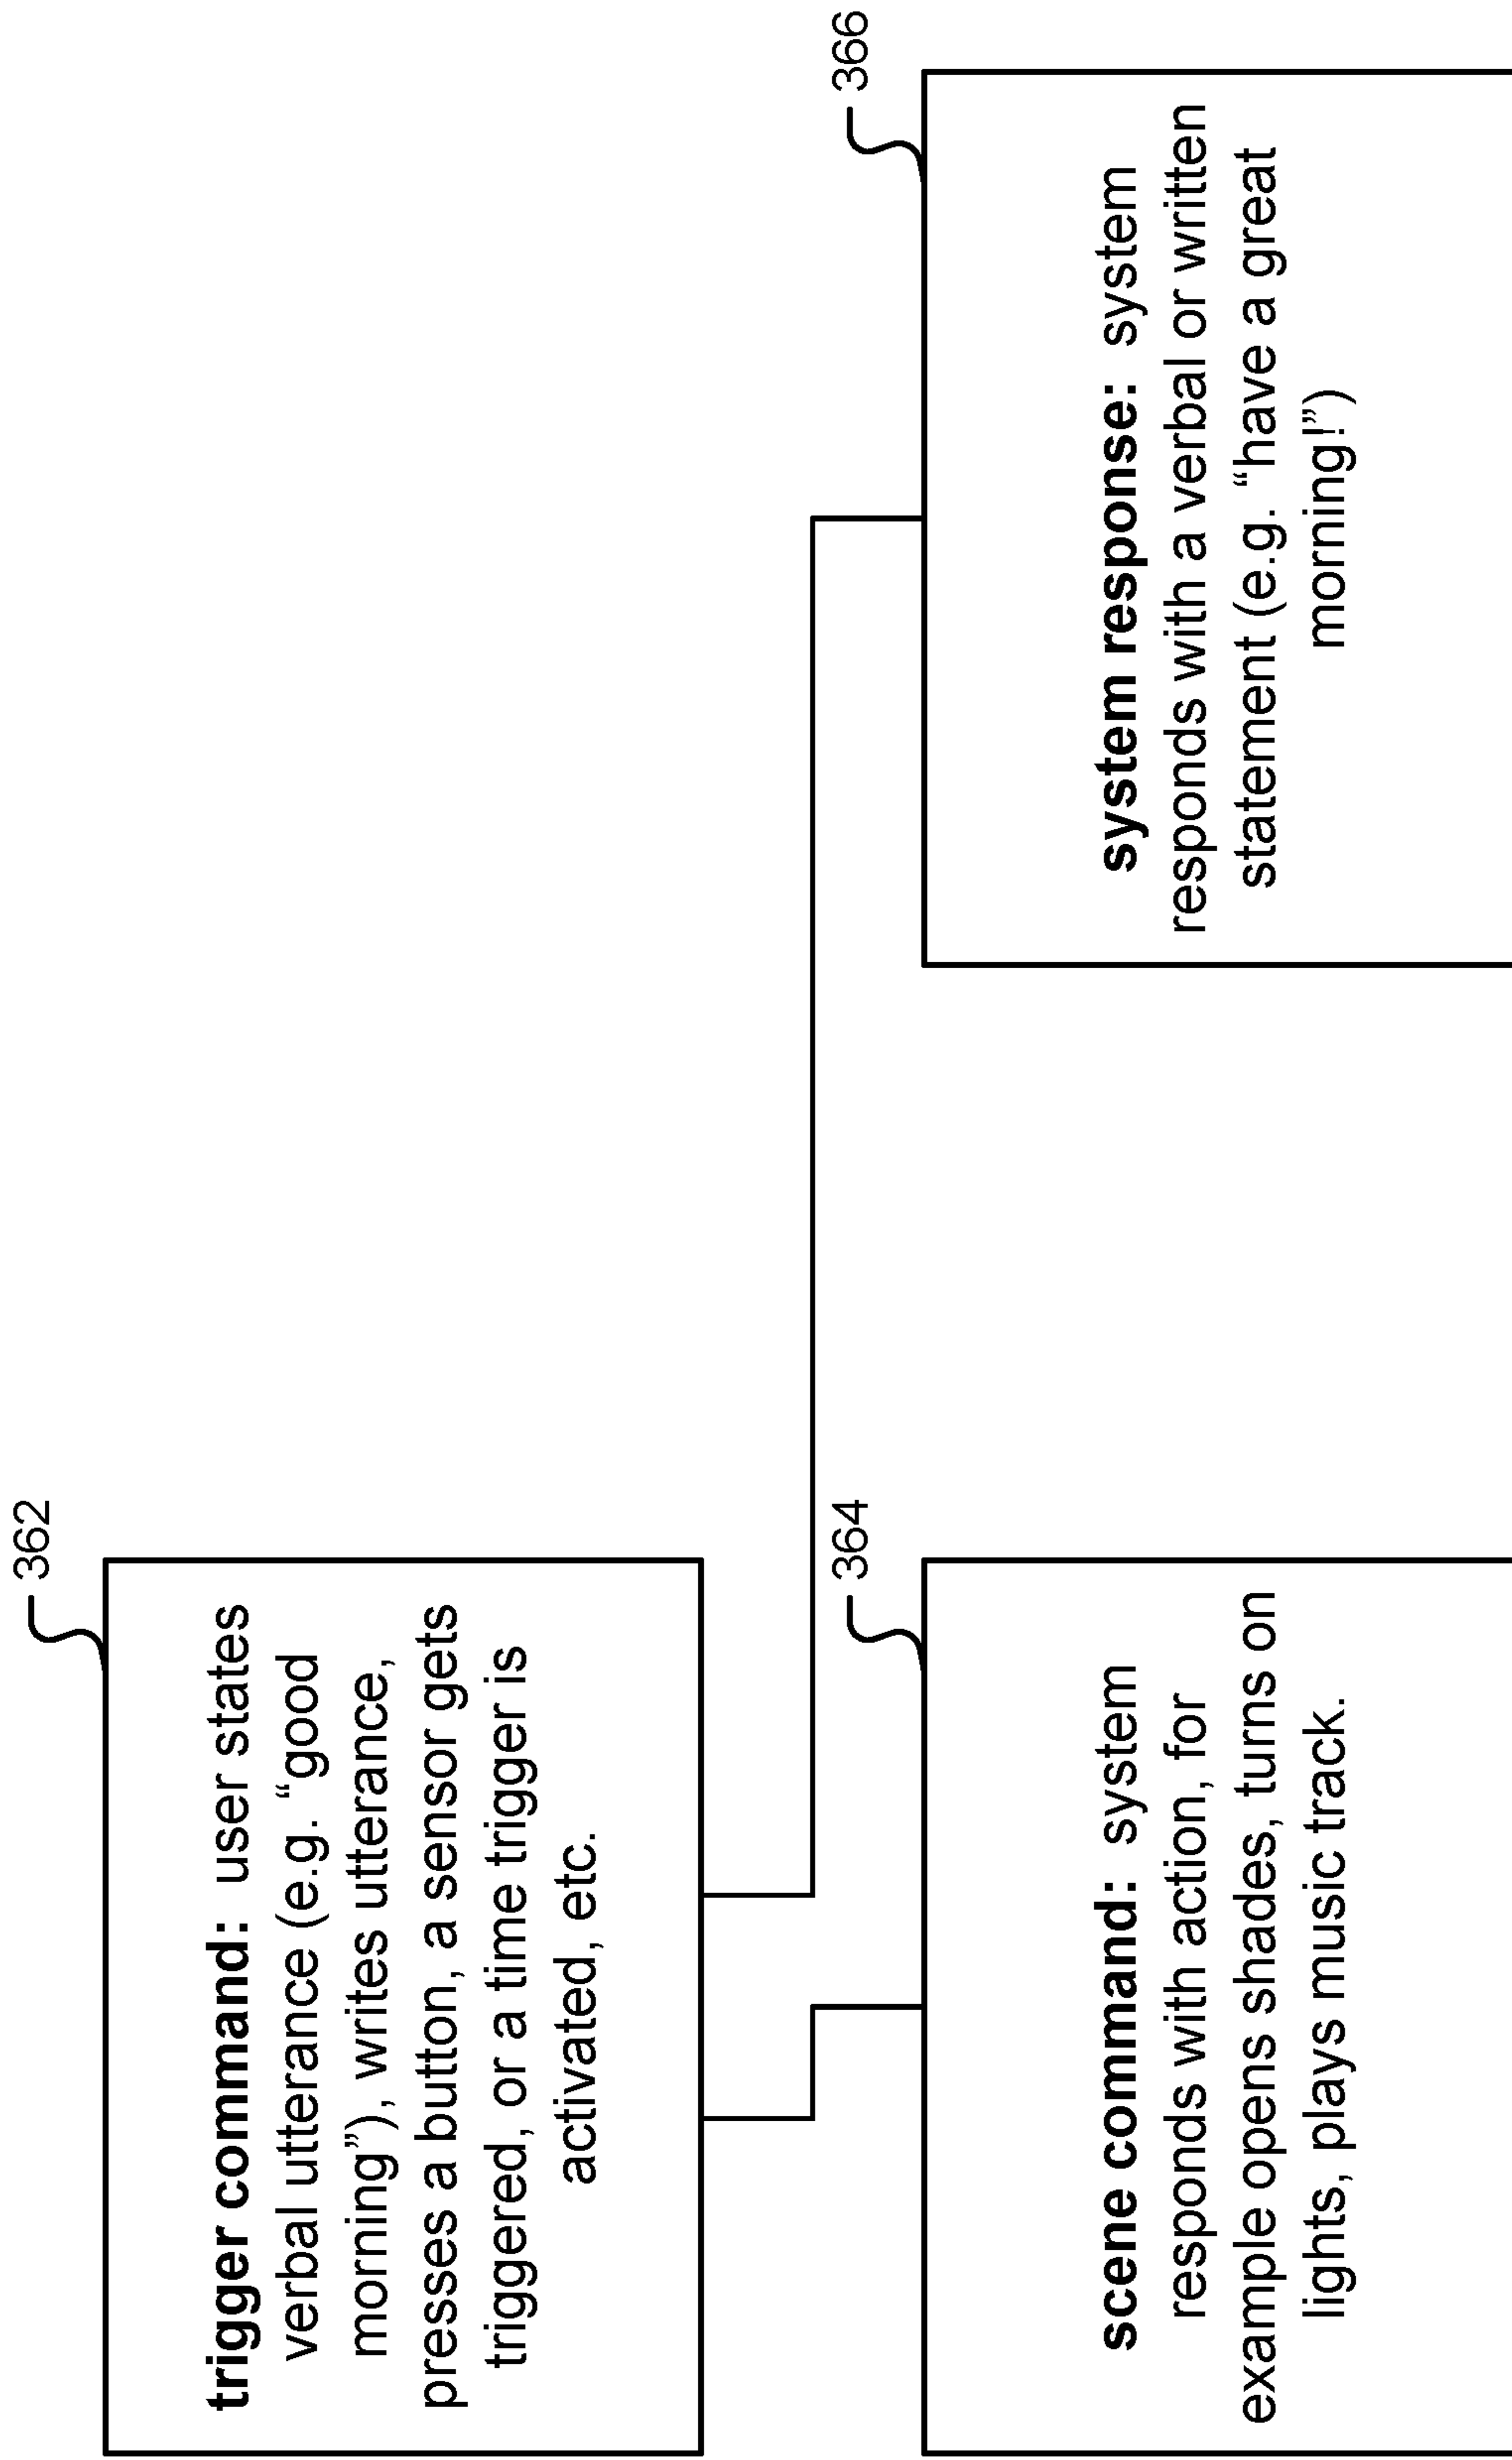 362
trigger command: user states
verbal utterance (e.g. “good
morning”), writes utterance,
presses a button, a sensor gets
triggered, or a time trigger is
activated, etc.
364
scene command: system
responds with action, for
example opens shades, turns on
lights, plays music track.
366
system response: system
responds with a verbal or written
statement (e.g. “have a great
morning!”)